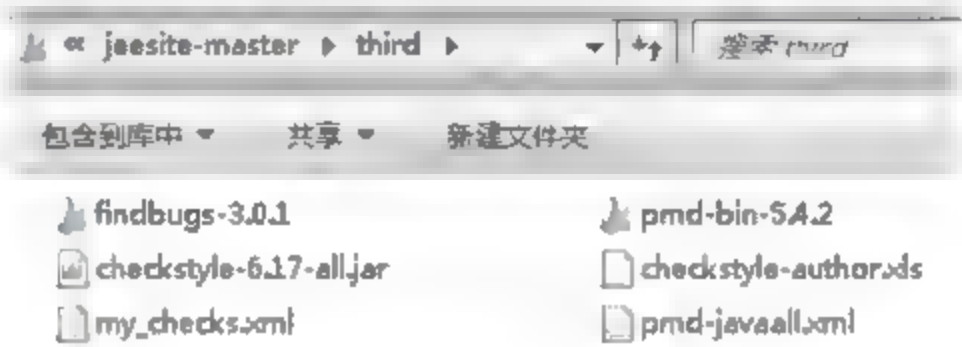 « jeesite-master ▸ third ▸ 搜索 third
包含到库中 ▼ 共享 ▼ 新建文件夹
findbugs-3.0.1 pmd-bin-5.4.2
checkstyle-6.17-all.jar checkstyle-author.xls
my_checks.xml pmd-javaall.xml